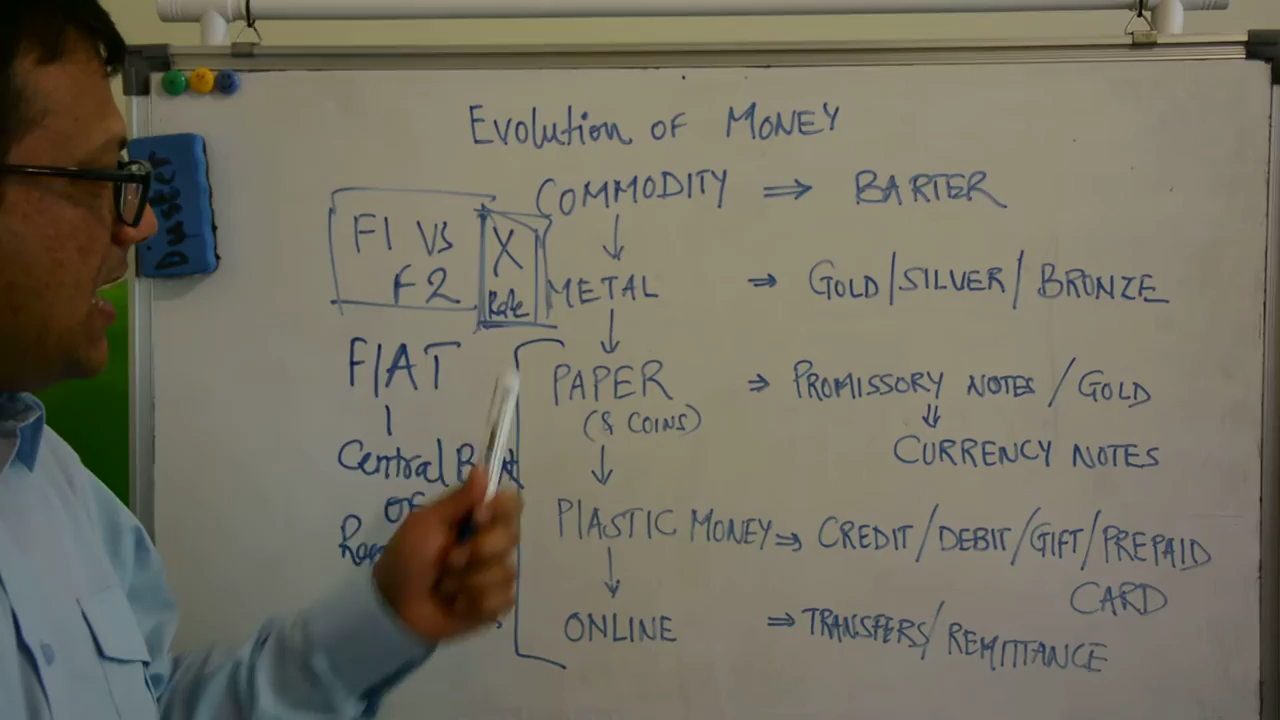 Evolution OF MONEY
Duster
COMMODITY ⇒ BARTER
F1 VS
F2
X
Rate
METAL ⇒ GOLD/SILVER/BRONZE
FIAT
PAPER ⇒ PROMISSORY NOTES / GOLD
(& COINS)
CURRENCY NOTES
Central
OF
PLASTIC MONEY ⇒ CREDIT/DEBIT/GIFT/PREPAID
CARD
ONLINE ⇒ TRANSFERS/REMITTANCE